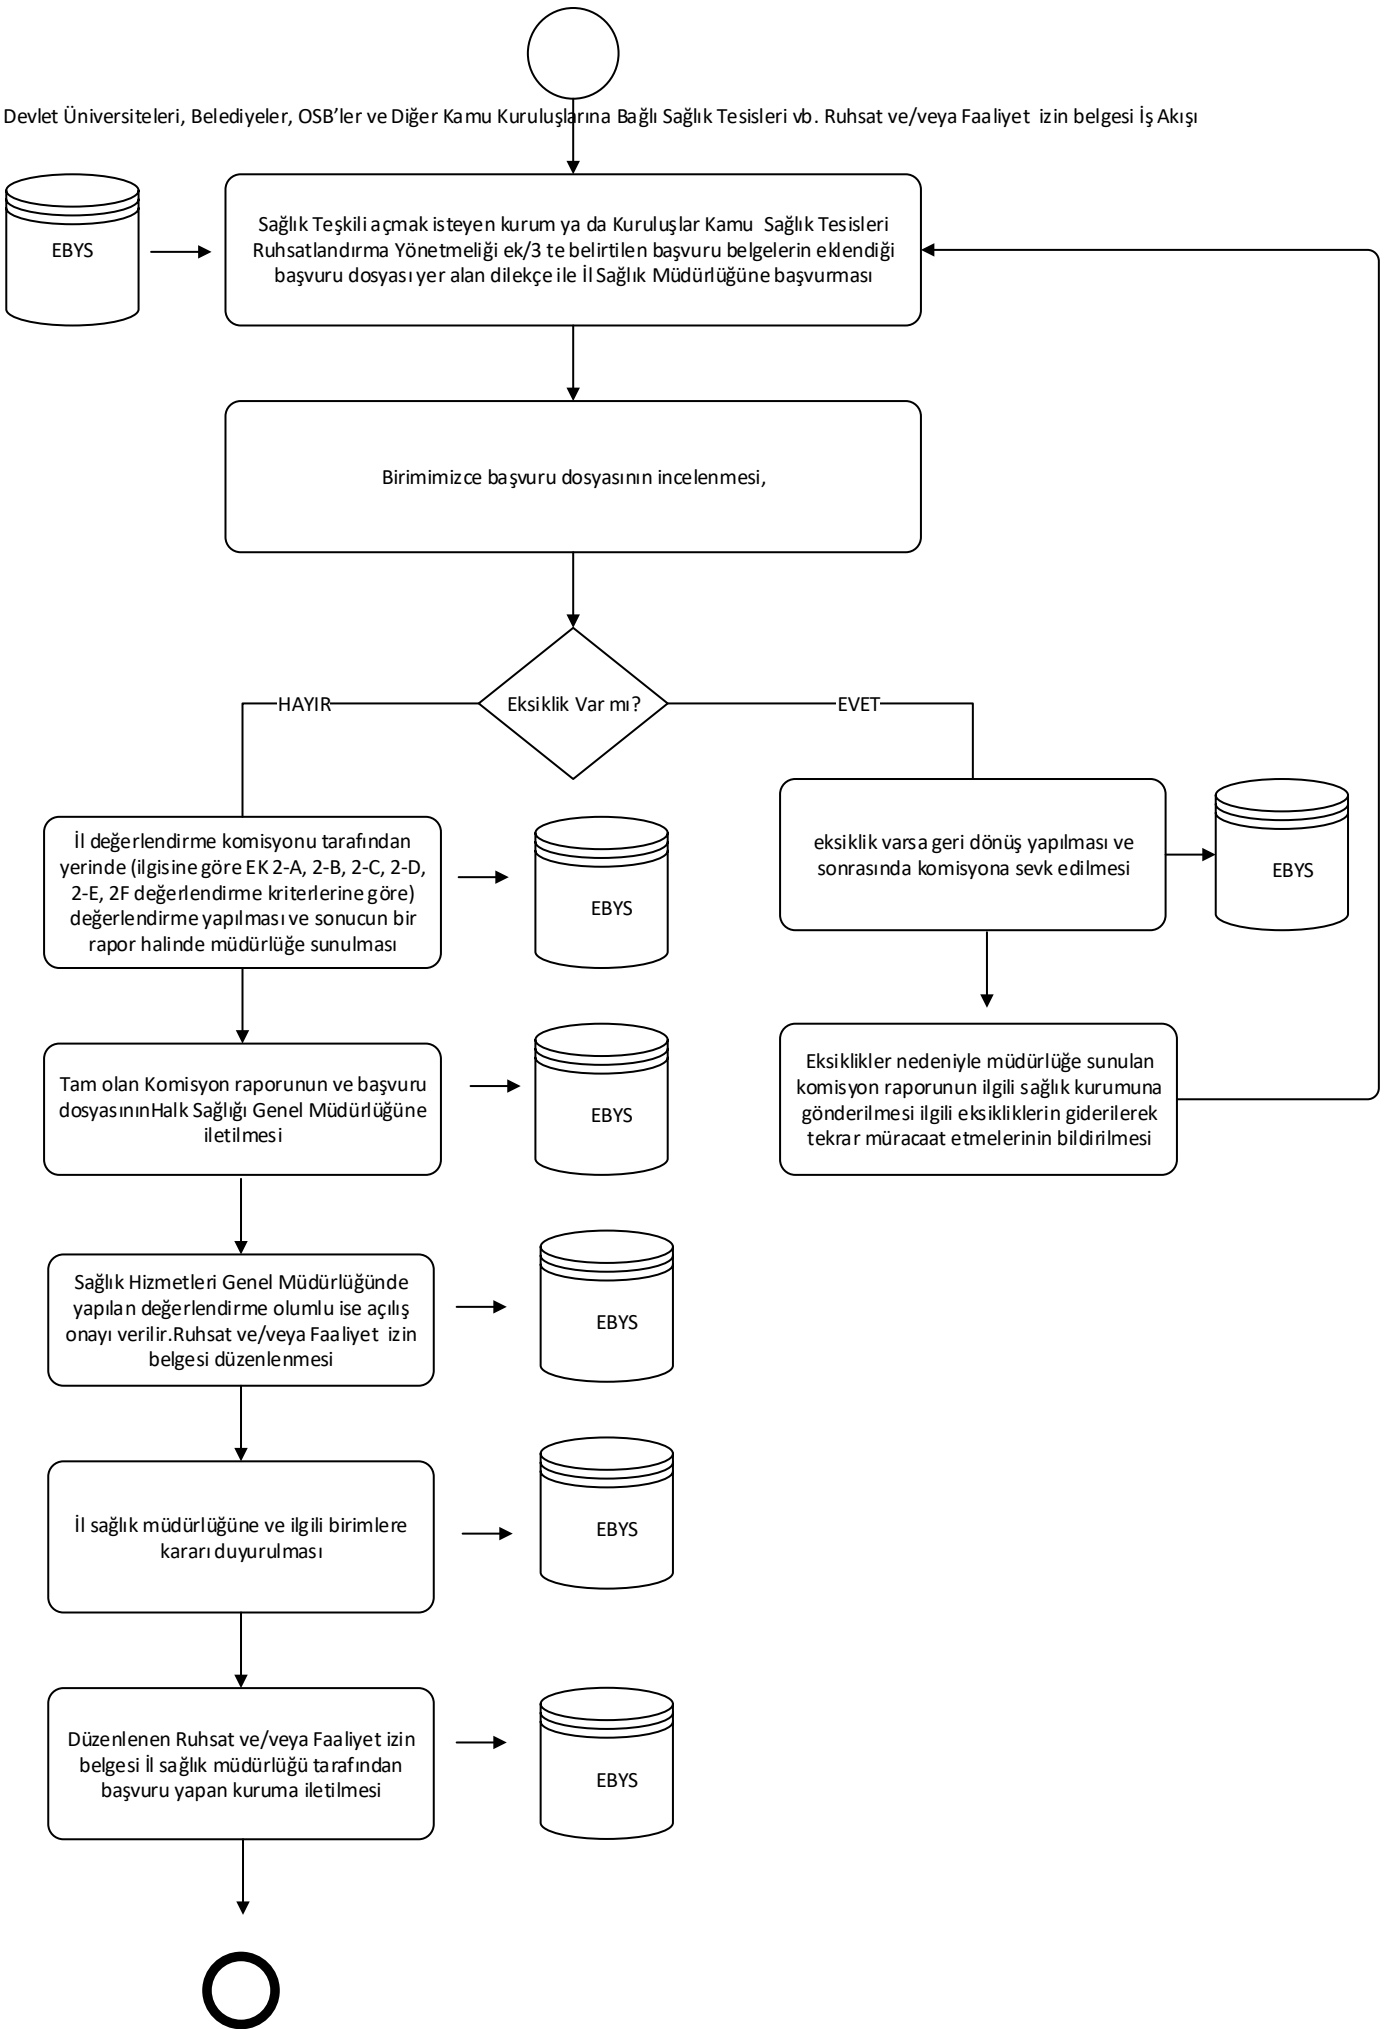 Devlet Üniversiteleri, Belediyeler, OSB’ler ve Diğer Kamu Kuruluşlarına Bağlı Sağlık Tesisleri vb. Ruhsat ve/veya Faaliyet izin belgesi İş Akışı
EBYS
Sağlık Teşkili açmak isteyen kurum ya da Kuruluşlar Kamu Sağlık Tesisleri
Ruhsatlandırma Yönetmeliği ek/3 te belirtilen başvuru belgelerin eklendiği
başvuru dosyası yer alan dilekçe ile İl Sağlık Müdürlüğüne başvurması
Birimimizce başvuru dosyasının incelenmesi,
Eksiklik Var mı?
HAYIR
EVET
İl değerlendirme komisyonu tarafından
yerinde (ilgisine göre EK 2-A, 2-B, 2-C, 2-D,
2-E, 2F değerlendirme kriterlerine göre)
değerlendirme yapılması ve sonucun bir
rapor halinde müdürlüğe sunulması
EBYS
eksiklik varsa geri dönüş yapılması ve
sonrasında komisyona sevk edilmesi
EBYS
Tam olan Komisyon raporunun ve başvuru
dosyasınınHalk Sağlığı Genel Müdürlüğüne
iletilmesi
EBYS
Eksiklikler nedeniyle müdürlüğe sunulan
komisyon raporunun ilgili sağlık kurumuna
gönderilmesi ilgili eksikliklerin giderilerek
tekrar müracaat etmelerinin bildirilmesi
Sağlık Hizmetleri Genel Müdürlüğünde
yapılan değerlendirme olumlu ise açılış
onayı verilir.Ruhsat ve/veya Faaliyet izin
belgesi düzenlenmesi
EBYS
İl sağlık müdürlüğüne ve ilgili birimlere
kararı duyurulması
EBYS
Düzenlenen Ruhsat ve/veya Faaliyet izin
belgesi İl sağlık müdürlüğü tarafından
başvuru yapan kuruma iletilmesi
EBYS